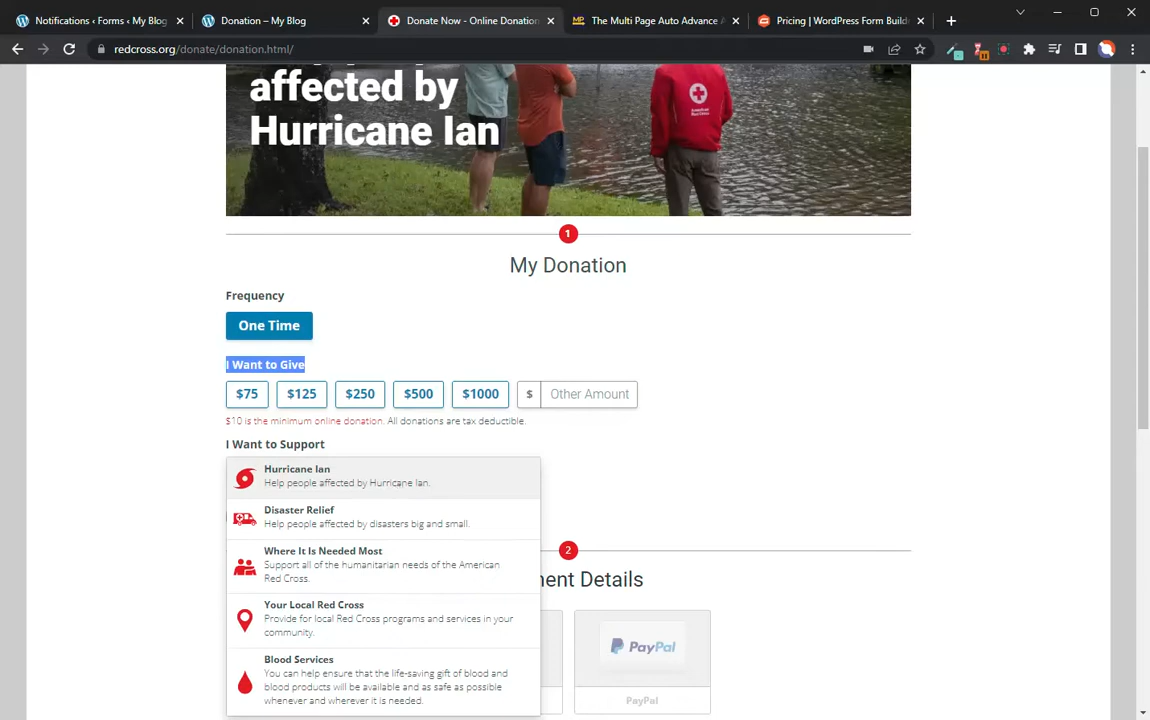 Notifications ‹ Forms ‹ My Blog
Donation – My Blog
Donate Now - Online Donation
The Multi Page Auto Advance
Pricing | WordPress Form Build
redcross.org/donate/donation.html/
affected by
Hurricane Ian
1
My Donation
Frequency
One Time
I Want to Give
$75 $125 $250 $500 $1000 $ Other Amount
$10 is the minimum online donation. All donations are tax deductible.
I Want to Support
Hurricane Ian
Help people affected by Hurricane Ian.
Disaster Relief
Help people affected by disasters big and small.
Where It Is Needed Most
Support all of the humanitarian needs of the American
Red Cross.
Your Local Red Cross
Provide for local Red Cross programs and services in your
community.
Blood Services
You can help ensure that the life-saving gift of blood and
blood products will be available and as safe as possible
whenever and wherever it is needed.
2
ment Details
PayPal
PayPal